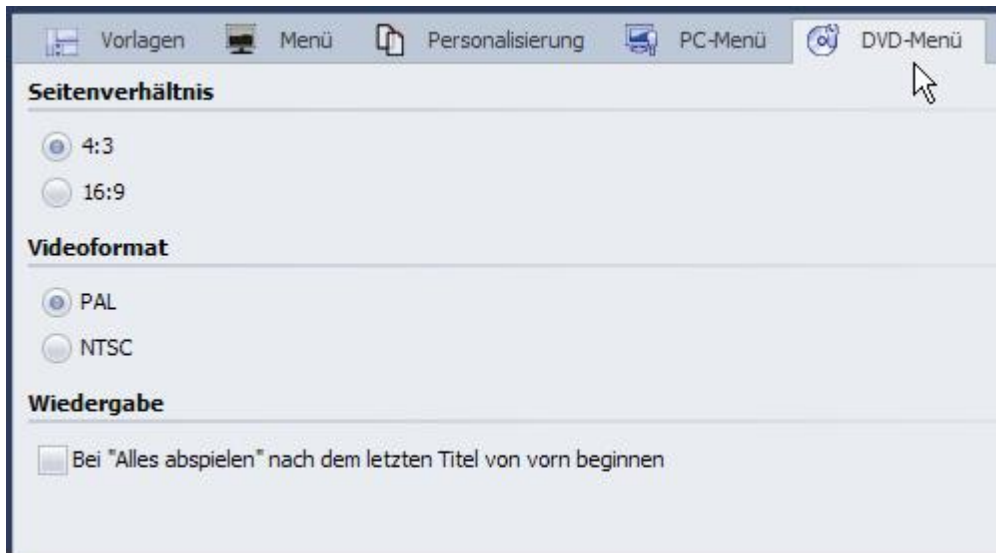 Vorlagen Menü Personalisierung PC-Menü DVD-Menü
Seitenverhältnis
4:3
16:9
Videoformat
PAL
NTSC
Wiedergabe
Bei "Alles abspielen" nach dem letzten Titel von vorn beginnen